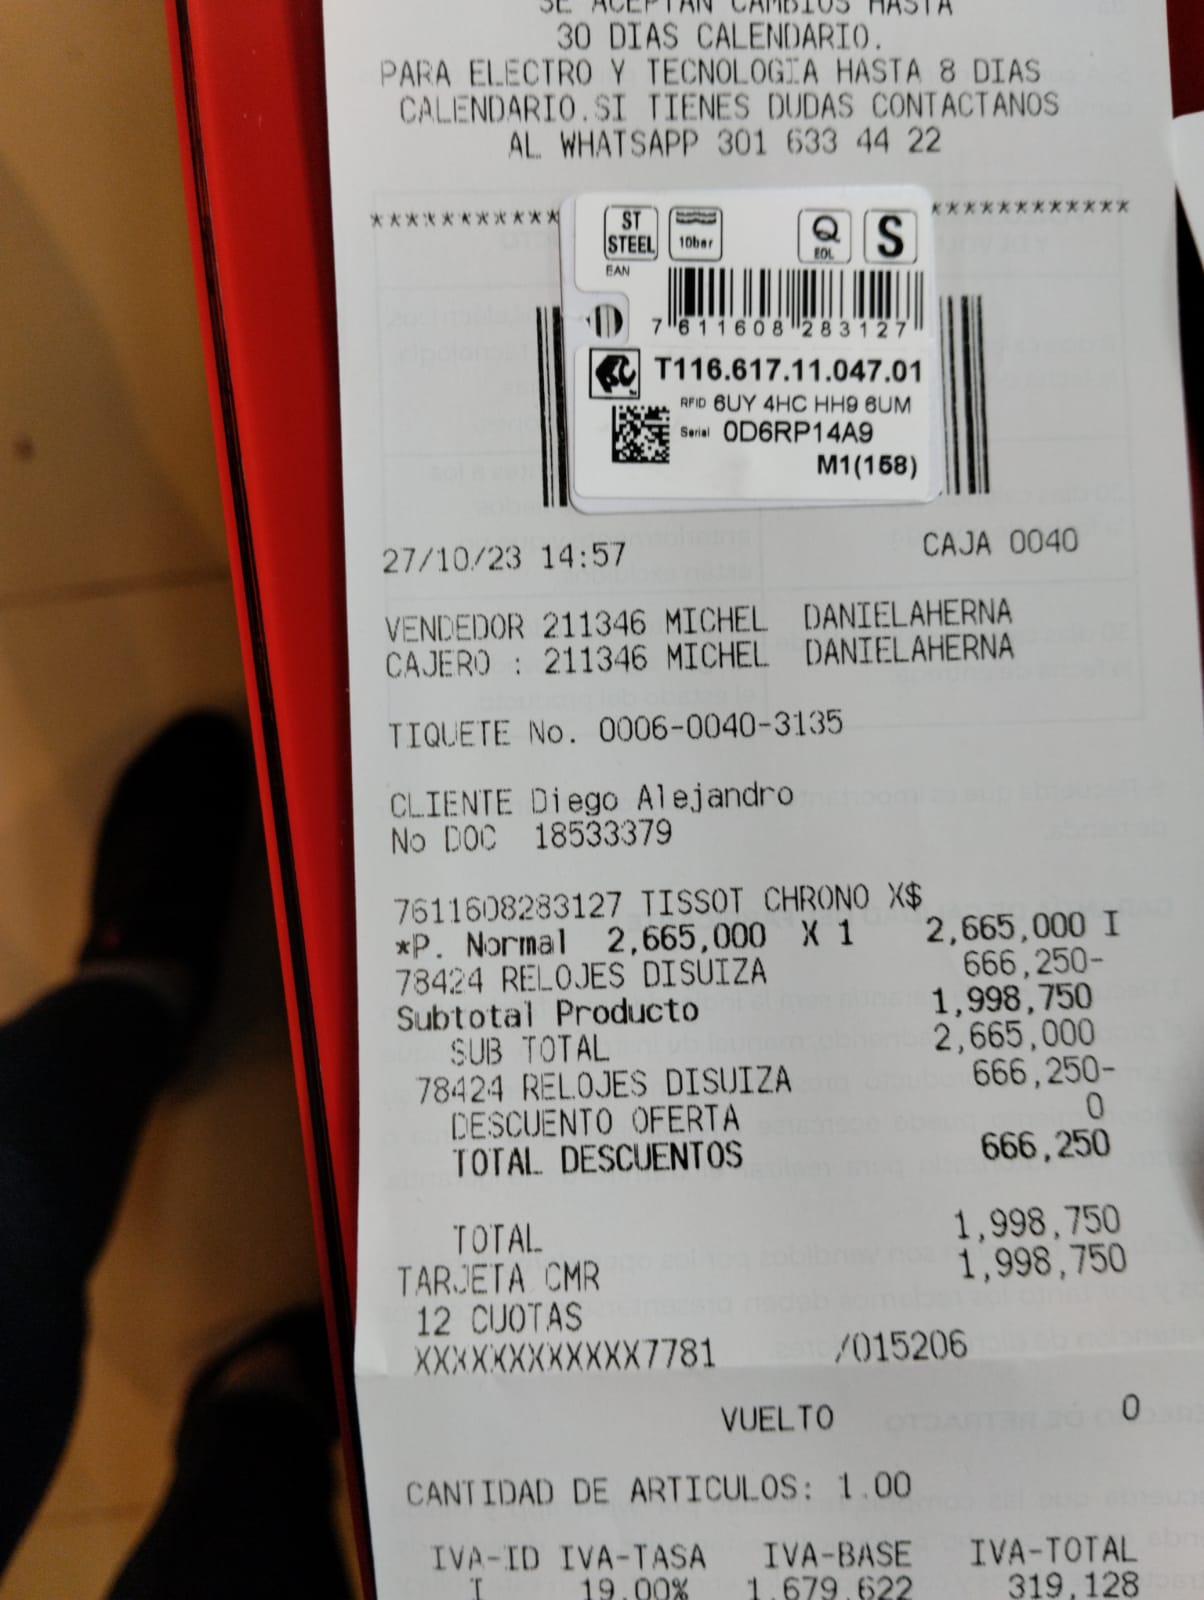 SE ACEPTAN CAMBIOS HASTA
30 DIAS CALENDARIO.
PARA ELECTRO Y TECNOLOGIA HASTA 8 DIAS
CALENDARIO.SI TIENES DUDAS CONTACTANOS
AL WHATSAPP 301 633 44 22
*********** ************
ST STEEL 10bar Q EOL S
EAN
7 611608 283127
T116.617.11.047.01
RFID 6UY 4HC HH9 6UM
Serial 0D6RP14A9
M1(158)
27/10/23 14:57 CAJA 0040
VENDEDOR 211346 MICHEL DANIELAHERNA
CAJERO : 211346 MICHEL DANIELAHERNA
TIQUETE No. 0006-0040-3135
CLIENTE Diego Alejandro
No DOC 18533379
7611608283127 TISSOT CHRONO X$
*P. Normal 2,665,000 X 1 2,665,000 I
78424 RELOJES DISUIZA 666,250-
Subtotal Producto 1,998,750
SUB TOTAL 2,665,000
78424 RELOJES DISUIZA 666,250-
DESCUENTO OFERTA 0
TOTAL DESCUENTOS 666,250
TOTAL 1,998,750
TARJETA CMR 1,998,750
12 CUOTAS
XXXXXXXXXXXX7781 /015206
VUELTO 0
CANTIDAD DE ARTICULOS: 1.00
IVA-ID IVA-TASA IVA-BASE IVA-TOTAL
I 19.00% 1,679,622 319,128